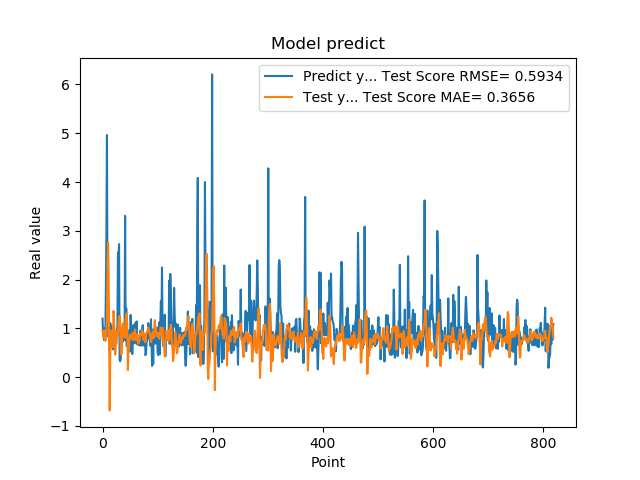 Model predict
Predict y... Test Score RMSE= 0.5934
Test y... Test Score MAE= 0.3656
6
5
4
3
2
1
0
−1
Real value
0 200 400 600 800
Point